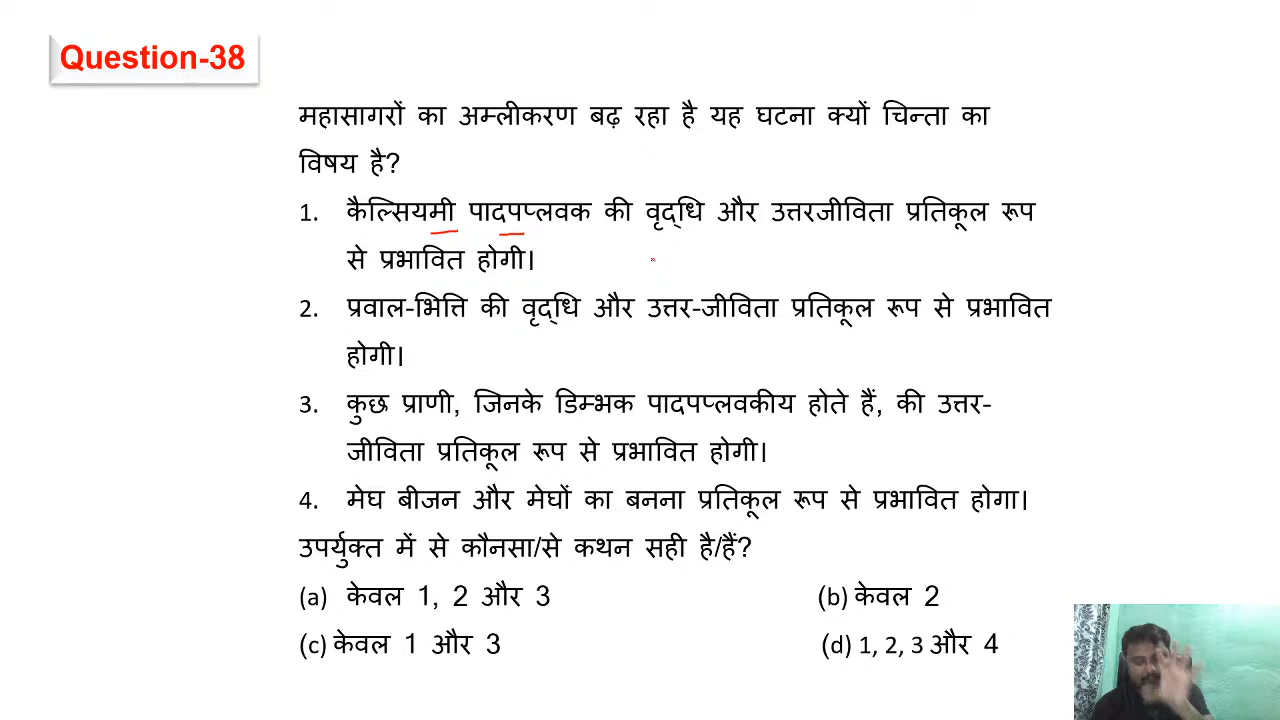 Question-38
महासागरों का अम्लीकरण बढ़ रहा है यह घटना क्यों चिन्ता का
विषय है?
1. कैल्सियमी पादपप्लवक की वृद्धि और उत्तरजीविता प्रतिकूल रूप
से प्रभावित होगी।
2. प्रवाल-भित्ति की वृद्धि और उत्तर-जीविता प्रतिकूल रूप से प्रभावित
होगी।
3. कुछ प्राणी, जिनके डिम्भक पादपप्लवकीय होते हैं, की उत्तर-
जीविता प्रतिकूल रूप से प्रभावित होगी।
4. मेघ बीजन और मेघों का बनना प्रतिकूल रूप से प्रभावित होगा।
उपर्युक्त में से कौनसा/से कथन सही है/हैं?
(a) केवल 1, 2 और 3 (b) केवल 2
(c) केवल 1 और 3 (d) 1, 2, 3 और 4